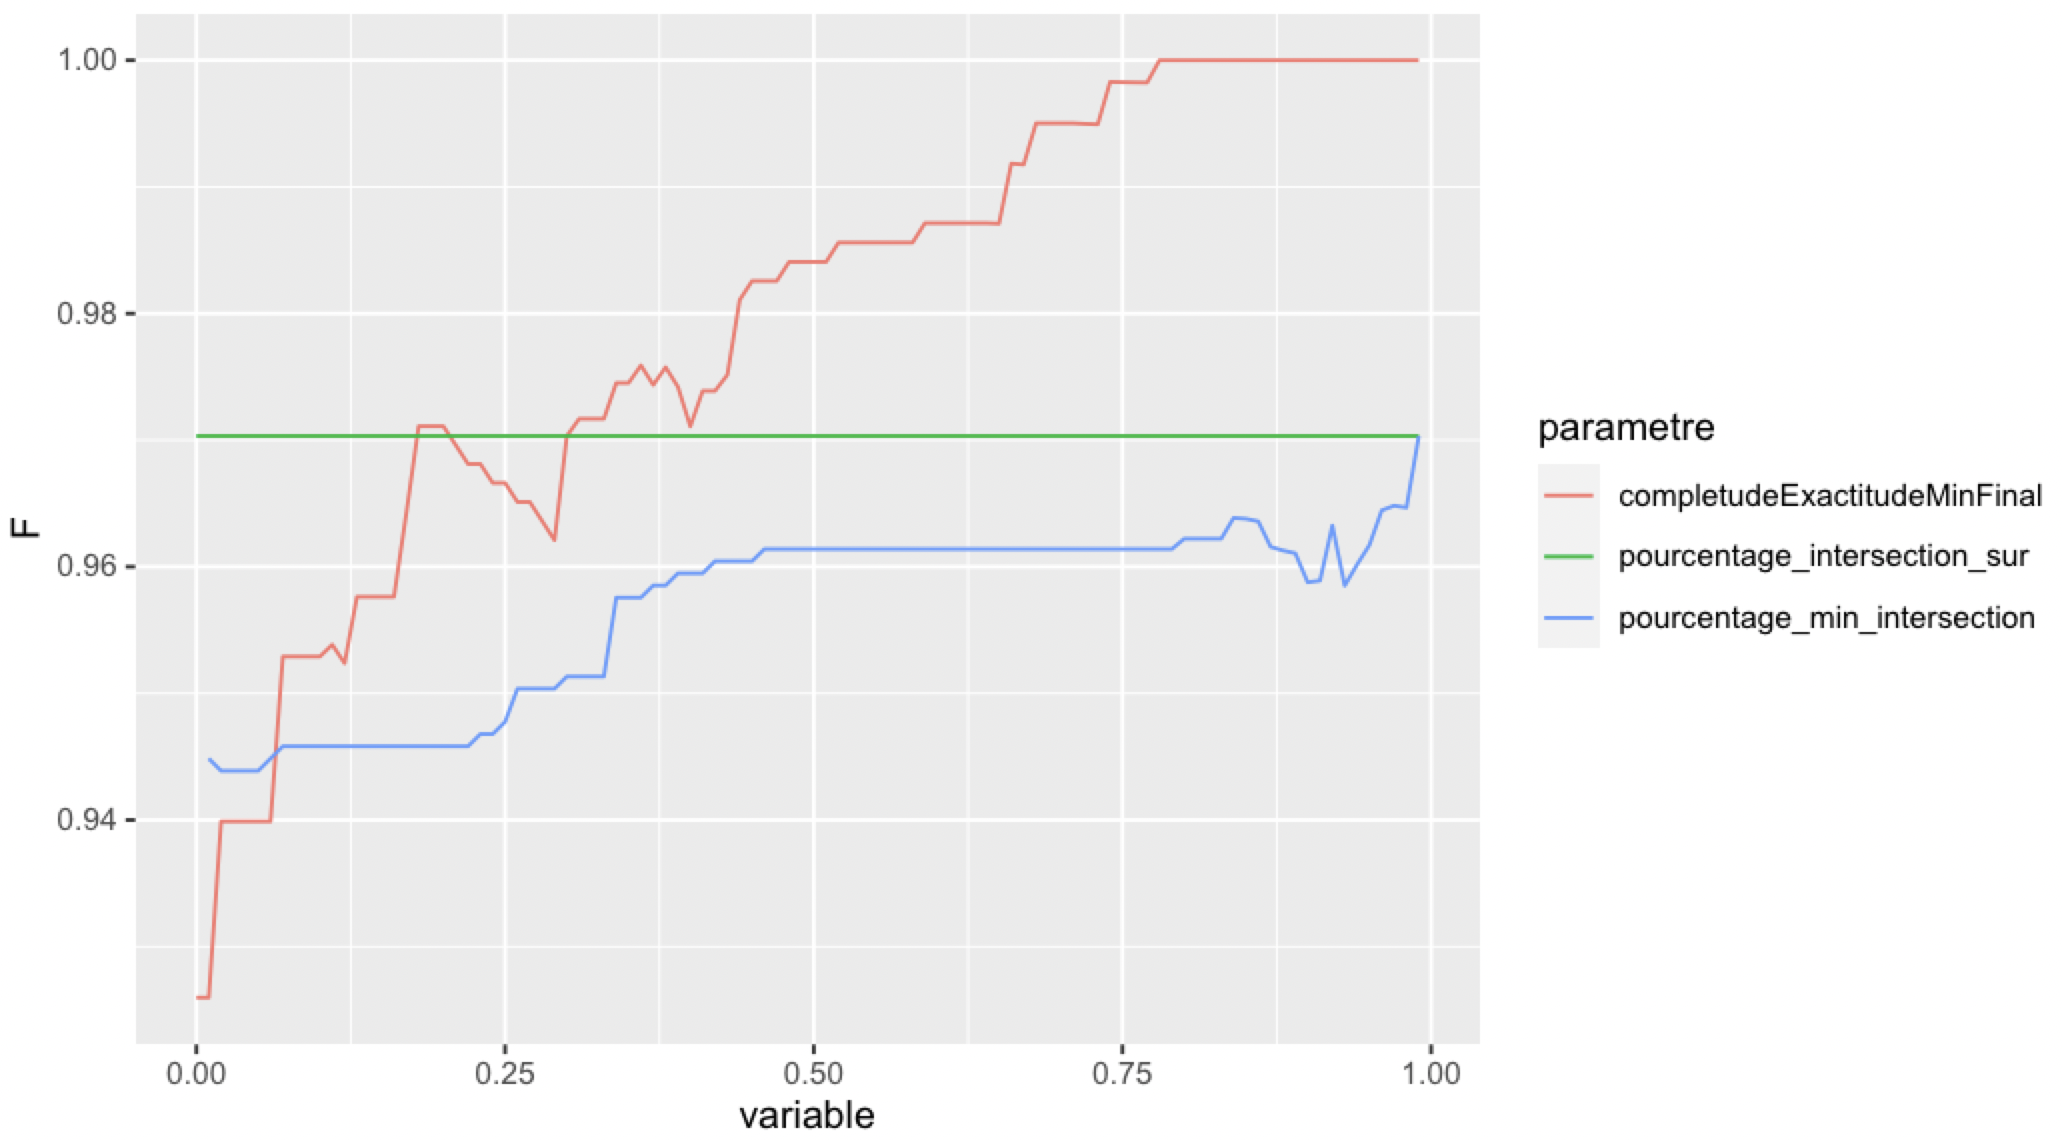 1.00
0.98
0.96
0.94
F
0.00 0.25 0.50 0.75 1.00
variable
parametre
completudeExactitudeMinFinal
pourcentage_intersection_sur
pourcentage_min_intersection